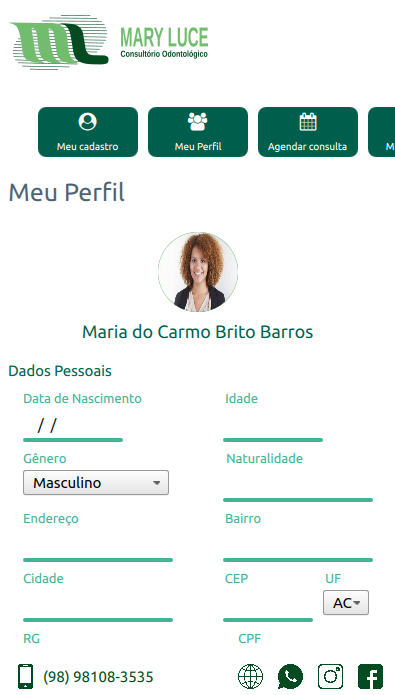 MARY LUCE
Consultório Odontológico
Meu cadastro
Meu Perfil
Agendar consulta
M
Meu Perfil
Maria do Carmo Brito Barros
Dados Pessoais
Data de Nascimento Idade
/ /
Gênero Naturalidade
Masculino
Endereço Bairro
Cidade CEP UF
AC
RG CPF
(98) 98108-3535